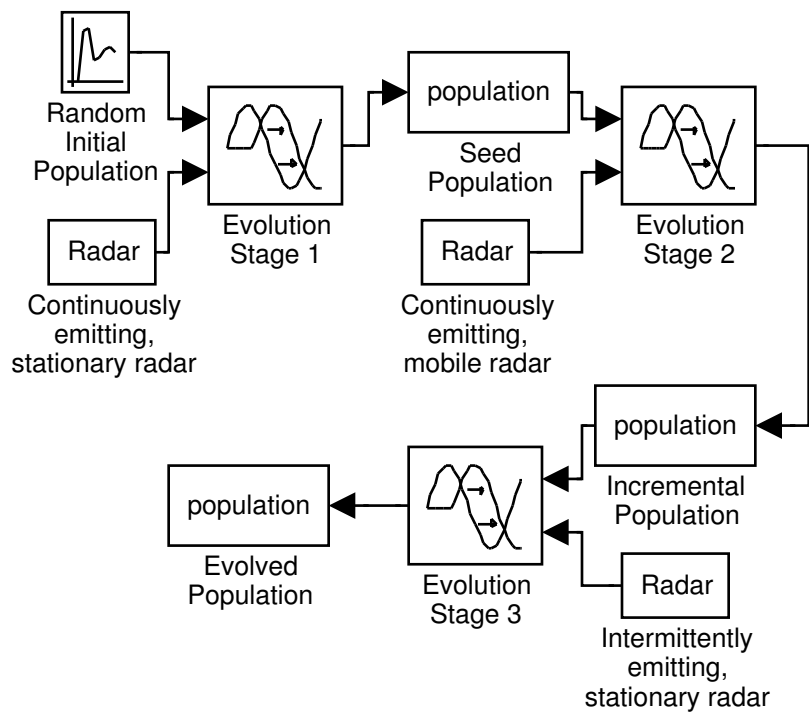 Random
Initial
Population
Radar
Continuously
emitting,
stationary radar
Evolution
Stage 1
population
Seed
Population
Radar
Continuously
emitting,
mobile radar
Evolution
Stage 2
population
Incremental
Population
Radar
Intermittently
emitting,
stationary radar
Evolution
Stage 3
population
Evolved
Population